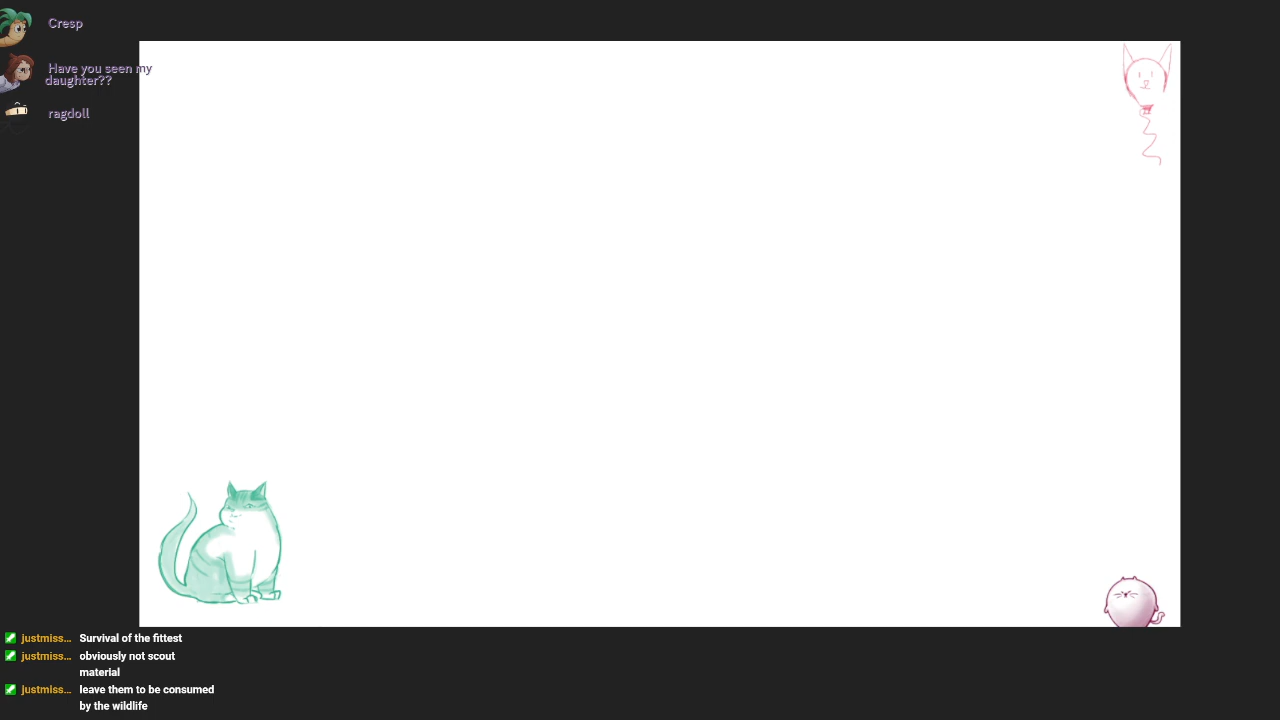 Cresp
Have you seen my
daughter??
ragdoll
justmiss... Survival of the fittest
justmiss... obviously not scout
material
justmiss... leave them to be consumed
by the wildlife